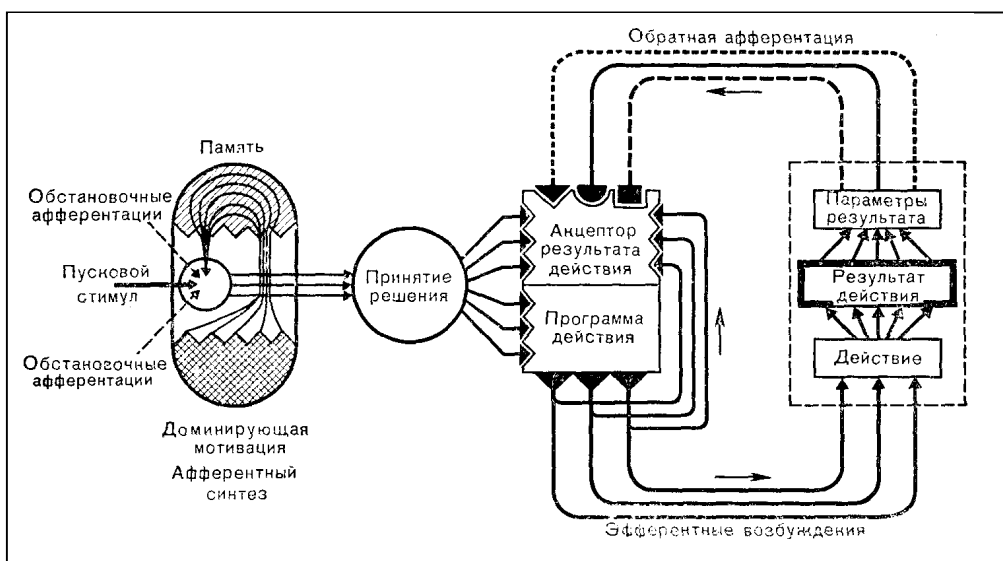 Обратная афферентация
Память
Обстановочные
афферентации
Пусковой
стимул
Обстаночочные
афферентации
Доминирующая
мотивация
Афферентный
синтез
Принятие
решения
Акцептор
результата
действия
Программа
действия
Параметры
результата
Результат
действия
Действие
Эфферентные возбуждения